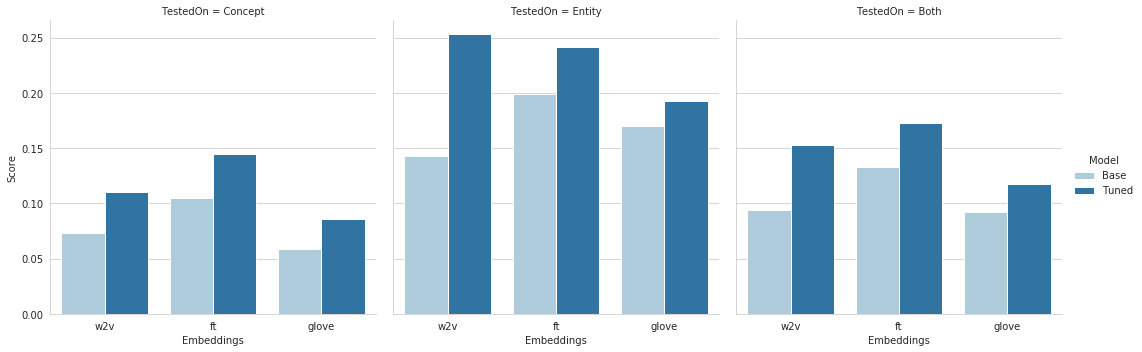 TestedOn = Concept
TestedOn = Entity
TestedOn = Both
Score
0.25
0.20
0.15
0.10
0.05
0.00
w2v ft glove
w2v ft glove
w2v ft glove
Embeddings
Embeddings
Embeddings
Model
Base
Tuned